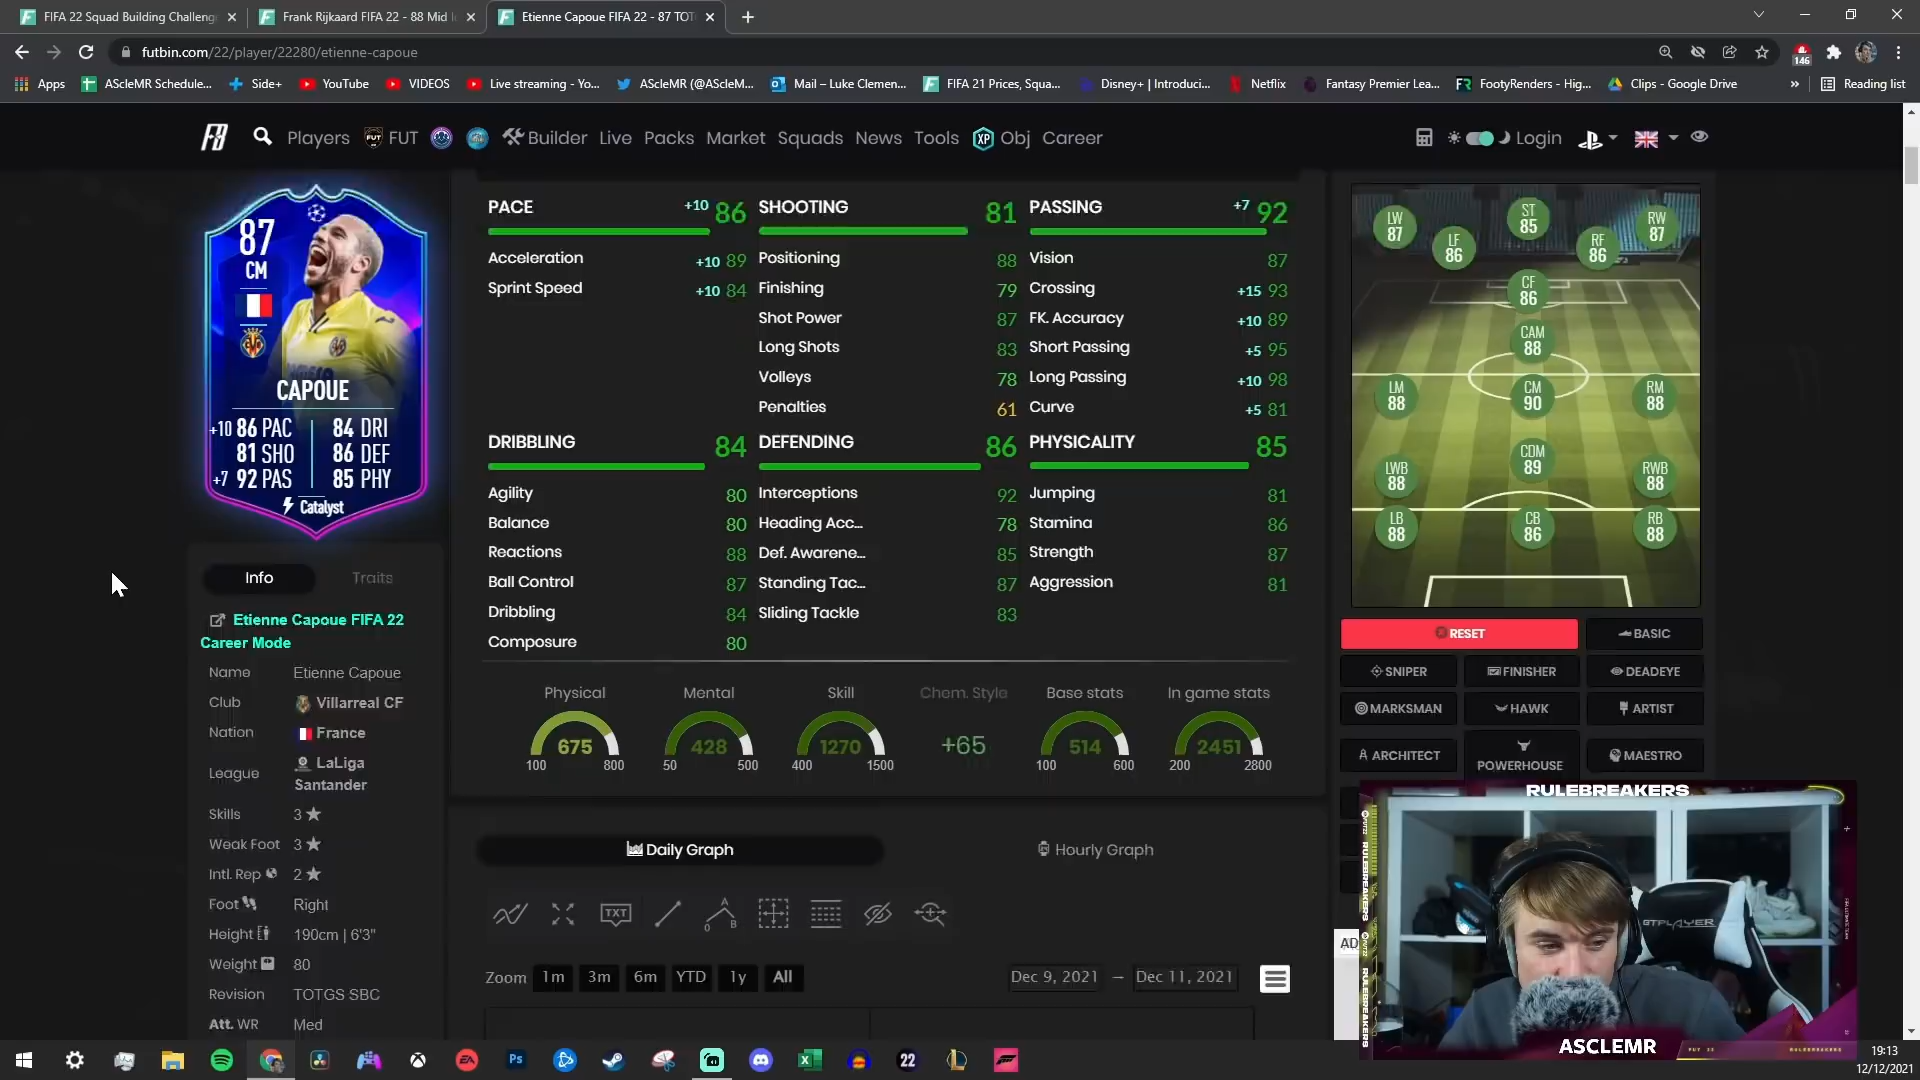 FIFA 22 Squad Building Challeng
Frank Rijkaard FIFA 22 - 88 Mid I
Etienne Capoue FIFA 22 - 87 TOT
futbin.com/22/player/22280/etienne-capoue
146
Apps
AScleMR Schedule...
Side+
YouTube
VIDEOS
Live streaming - Yo...
AScleMR (@AScleM...
Mail – Luke Clemen...
FIFA 21 Prices, Squa...
Disney+ | Introduci...
Netflix
Fantasy Premier Lea...
FootyRenders - Hig...
Clips - Google Drive
»
Reading list
Players FUT Builder Live Packs Market Squads News Tools XP Obj Career
Login
87
CM
CAPOUE
+10 86 PAC 84 DRI
81 SHO 86 DEF
+7 92 PAS 85 PHY
Catalyst
PACE +10 86
Acceleration +10 89
Sprint Speed +10 84
SHOOTING 81
Positioning 88
Finishing 79
Shot Power 87
Long Shots 83
Volleys 78
Penalties 61
PASSING +7 92
Vision 87
Crossing +15 93
FK. Accuracy +10 89
Short Passing +5 95
Long Passing +10 98
Curve +5 81
DRIBBLING 84
Agility 80
Balance 80
Reactions 88
Ball Control 87
Dribbling 84
Composure 80
DEFENDING 86
Interceptions 92
Heading Acc... 78
Def. Awarene... 85
Standing Tac... 87
Sliding Tackle 83
PHYSICALITY 85
Jumping 81
Stamina 86
Strength 87
Aggression 81
Physical
675
100 800
Mental
428
50 500
Skill
1270
400 1500
Chem. Style
+65
Base stats
514
100 600
In game stats
2451
200 2800
LW
87
ST
85
RW
87
LF
86
RF
86
CF
86
CAM
88
LM
88
CM
90
RM
88
CDM
89
LWB
88
RWB
88
LB
88
CB
86
RB
88
RESET
BASIC
SNIPER
FINISHER
DEADEYE
MARKSMAN
HAWK
ARTIST
ARCHITECT
POWERHOUSE
MAESTRO
Info Traits
Etienne Capoue FIFA 22
Career Mode
Name Etienne Capoue
Club Villarreal CF
Nation France
League LaLiga
Santander
Skills 3
Weak Foot 3
Intl. Rep 2
Foot Right
Height 190cm | 6'3"
Weight 80
Revision TOTGS SBC
Att. WR Med
Daily Graph
Hourly Graph
TXT
Zoom 1m 3m 6m YTD 1y All
Dec 9, 2021 – Dec 11, 2021
AD
RULEBREAKERS
RULEBREAKERS
RULEBREAKERS
GTPLAYER
ASCLEMR
FUT 22
RULEBREAKERS
EA
Ps
22
19:13
12/12/2021